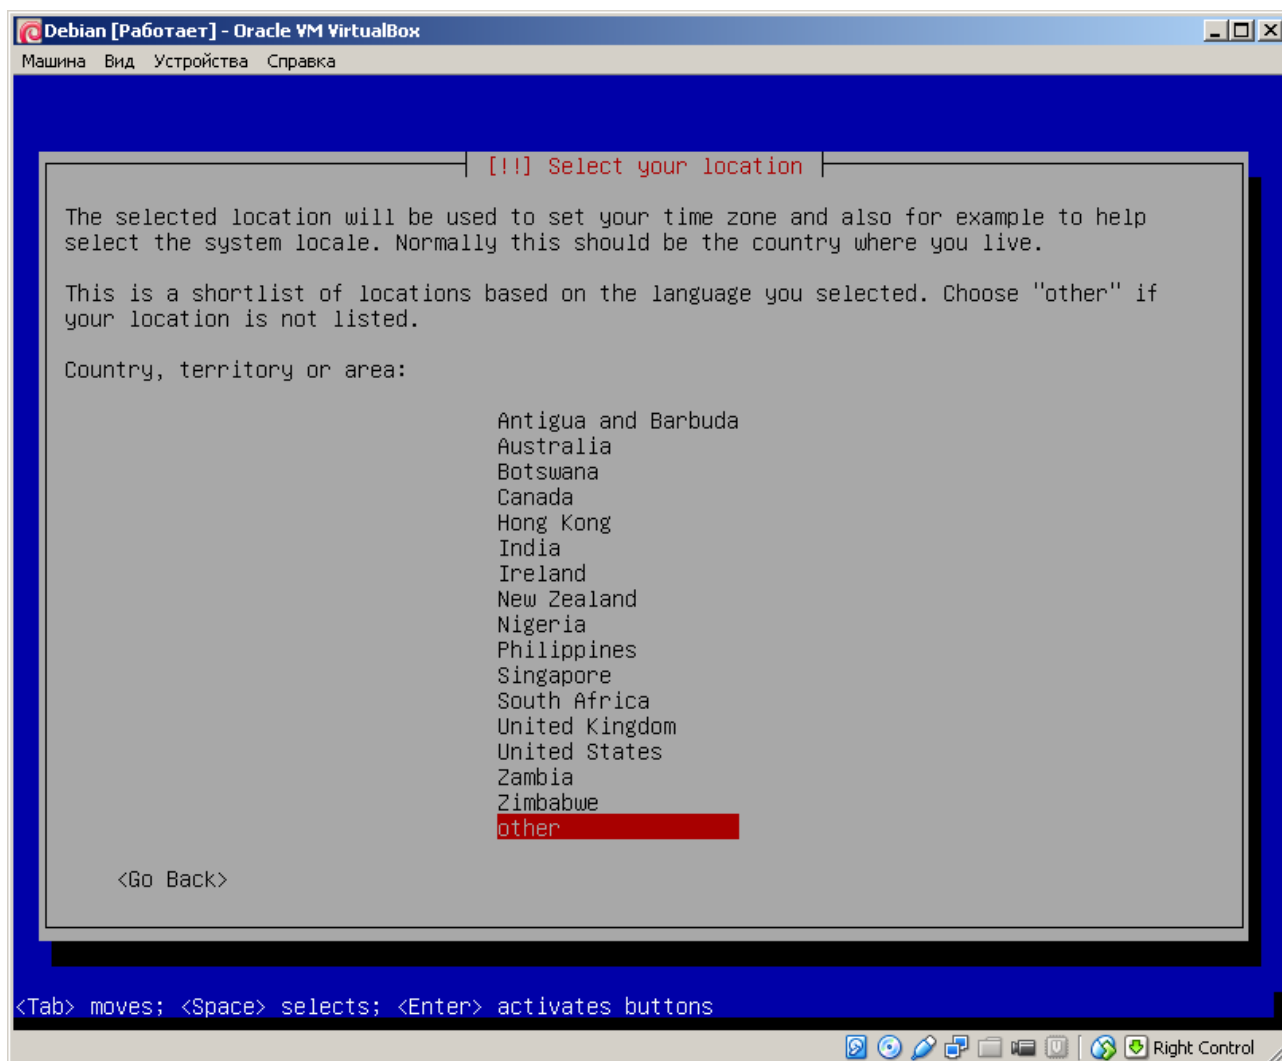 Debian [Работает] - Oracle VM VirtualBox
Машина Вид Устройства Справка
[!!] Select your location
The selected location will be used to set your time zone and also for example to help
select the system locale. Normally this should be the country where you live.
This is a shortlist of locations based on the language you selected. Choose "other" if
your location is not listed.
Country, territory or area:
Antigua and Barbuda
Australia
Botswana
Canada
Hong Kong
India
Ireland
New Zealand
Nigeria
Philippines
Singapore
South Africa
United Kingdom
United States
Zambia
Zimbabwe
other
<Go Back>
<Tab> moves; <Space> selects; <Enter> activates buttons
Right Control